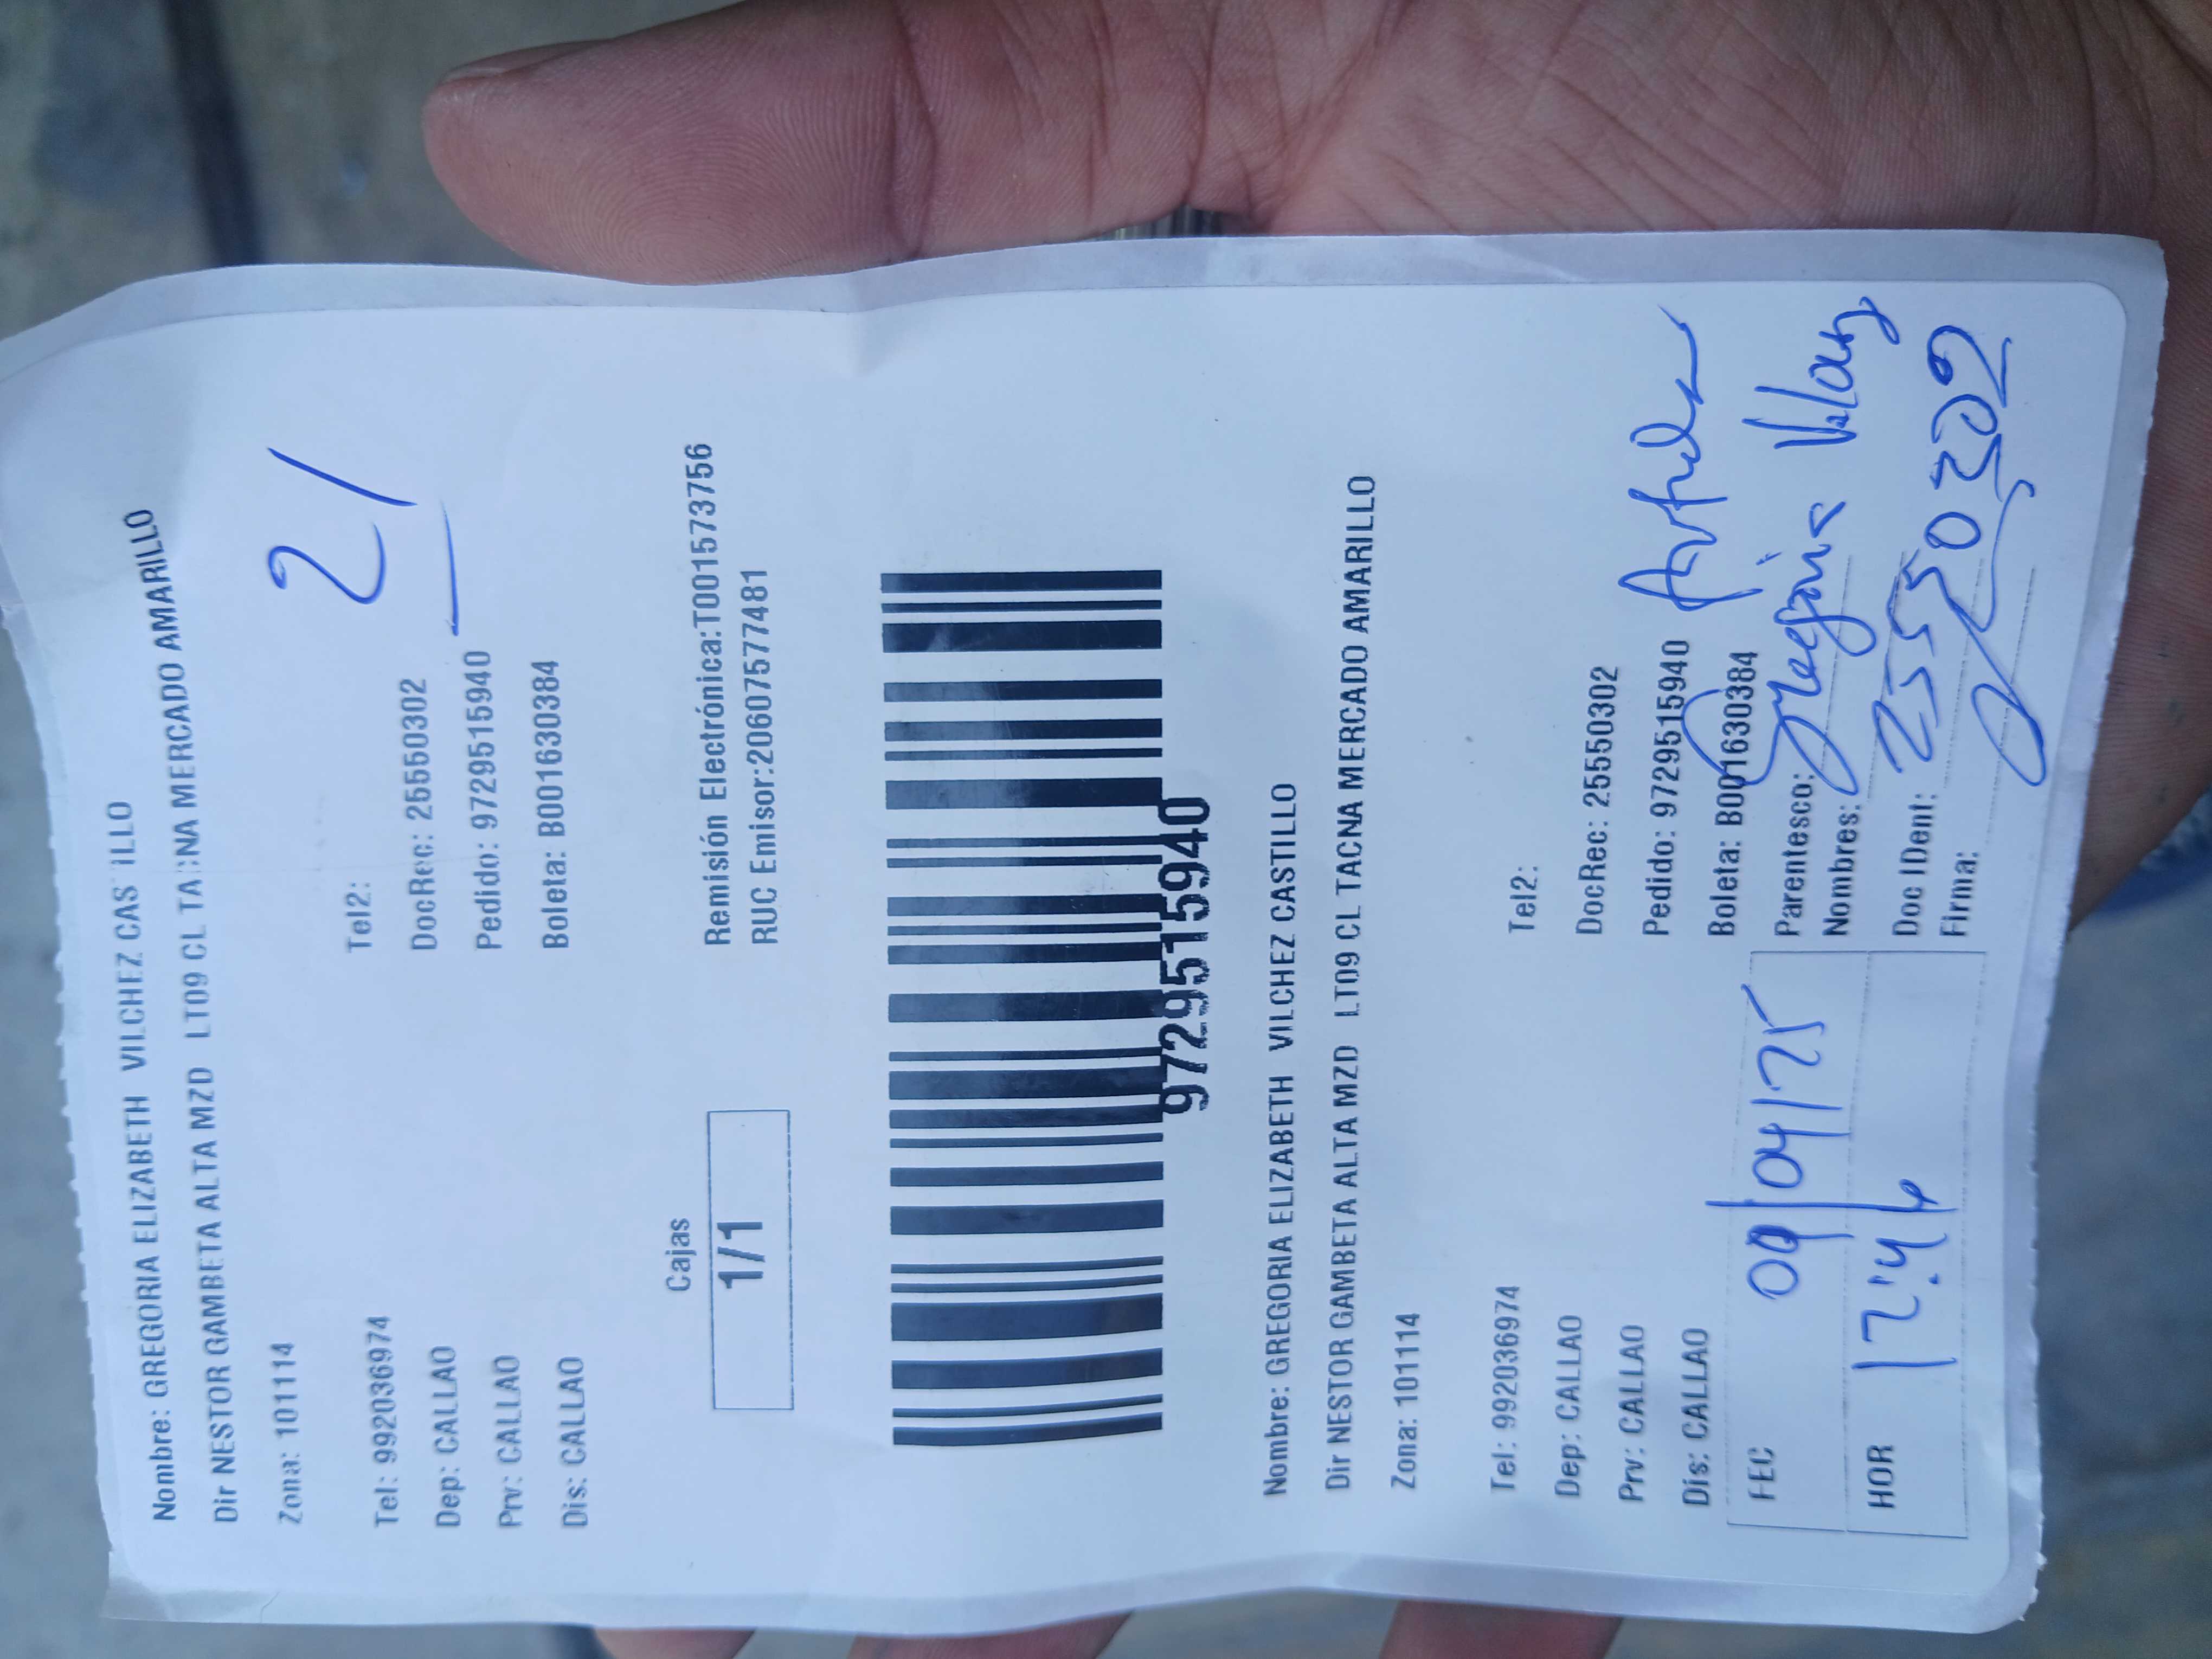 Nombre: GREGORIA ELIZABETH VILCHEZ CAS ILLO
Dir NESTOR GAMBETA ALTA MZD LT09 CL TACNA MERCADO AMARILLO
Zona: 101114
21
Tel: 992036974 Tel2:
Dep: CALLAO DocRec: 25550302
Prv: CALLAO Pedido: 9729515940
Dis: CALLAO Boleta: B001630384
Cajas
1/1
Remisión Electrónica:T001573756
RUC Emisor:20607577481
9729515940
Nombre: GREGORIA ELIZABETH VILCHEZ CASTILLO
Dir NESTOR GAMBETA ALTA MZD LT09 CL TACNA MERCADO AMARILLO
Zona: 101114
Tel: 992036974 Tel2:
Dep: CALLAO DocRec: 25550302
Prv: CALLAO Pedido: 9729515940
Dis: CALLAO Boleta: B001630384
FEC 09/04/25 Parentesco:
Nombres:
HOR 12:44 Doc IDent:
Firma: